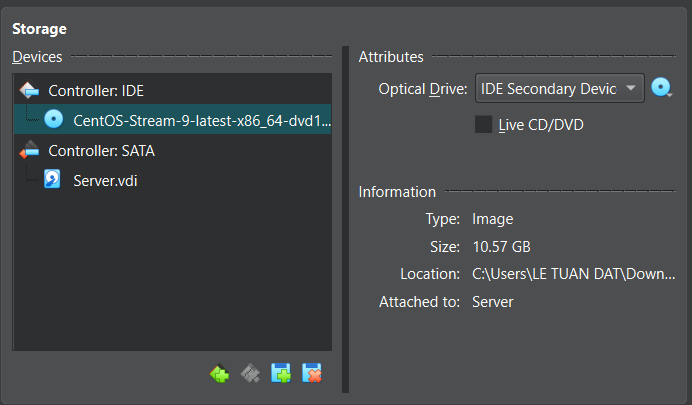 Storage
Devices
Controller: IDE
CentOS-Stream-9-latest-x86_64-dvd1...
Controller: SATA
Server.vdi
Attributes
Optical Drive: IDE Secondary Devic
Live CD/DVD
Information
Type: Image
Size: 10.57 GB
Location: C:\Users\LE TUAN DAT\Down...
Attached to: Server